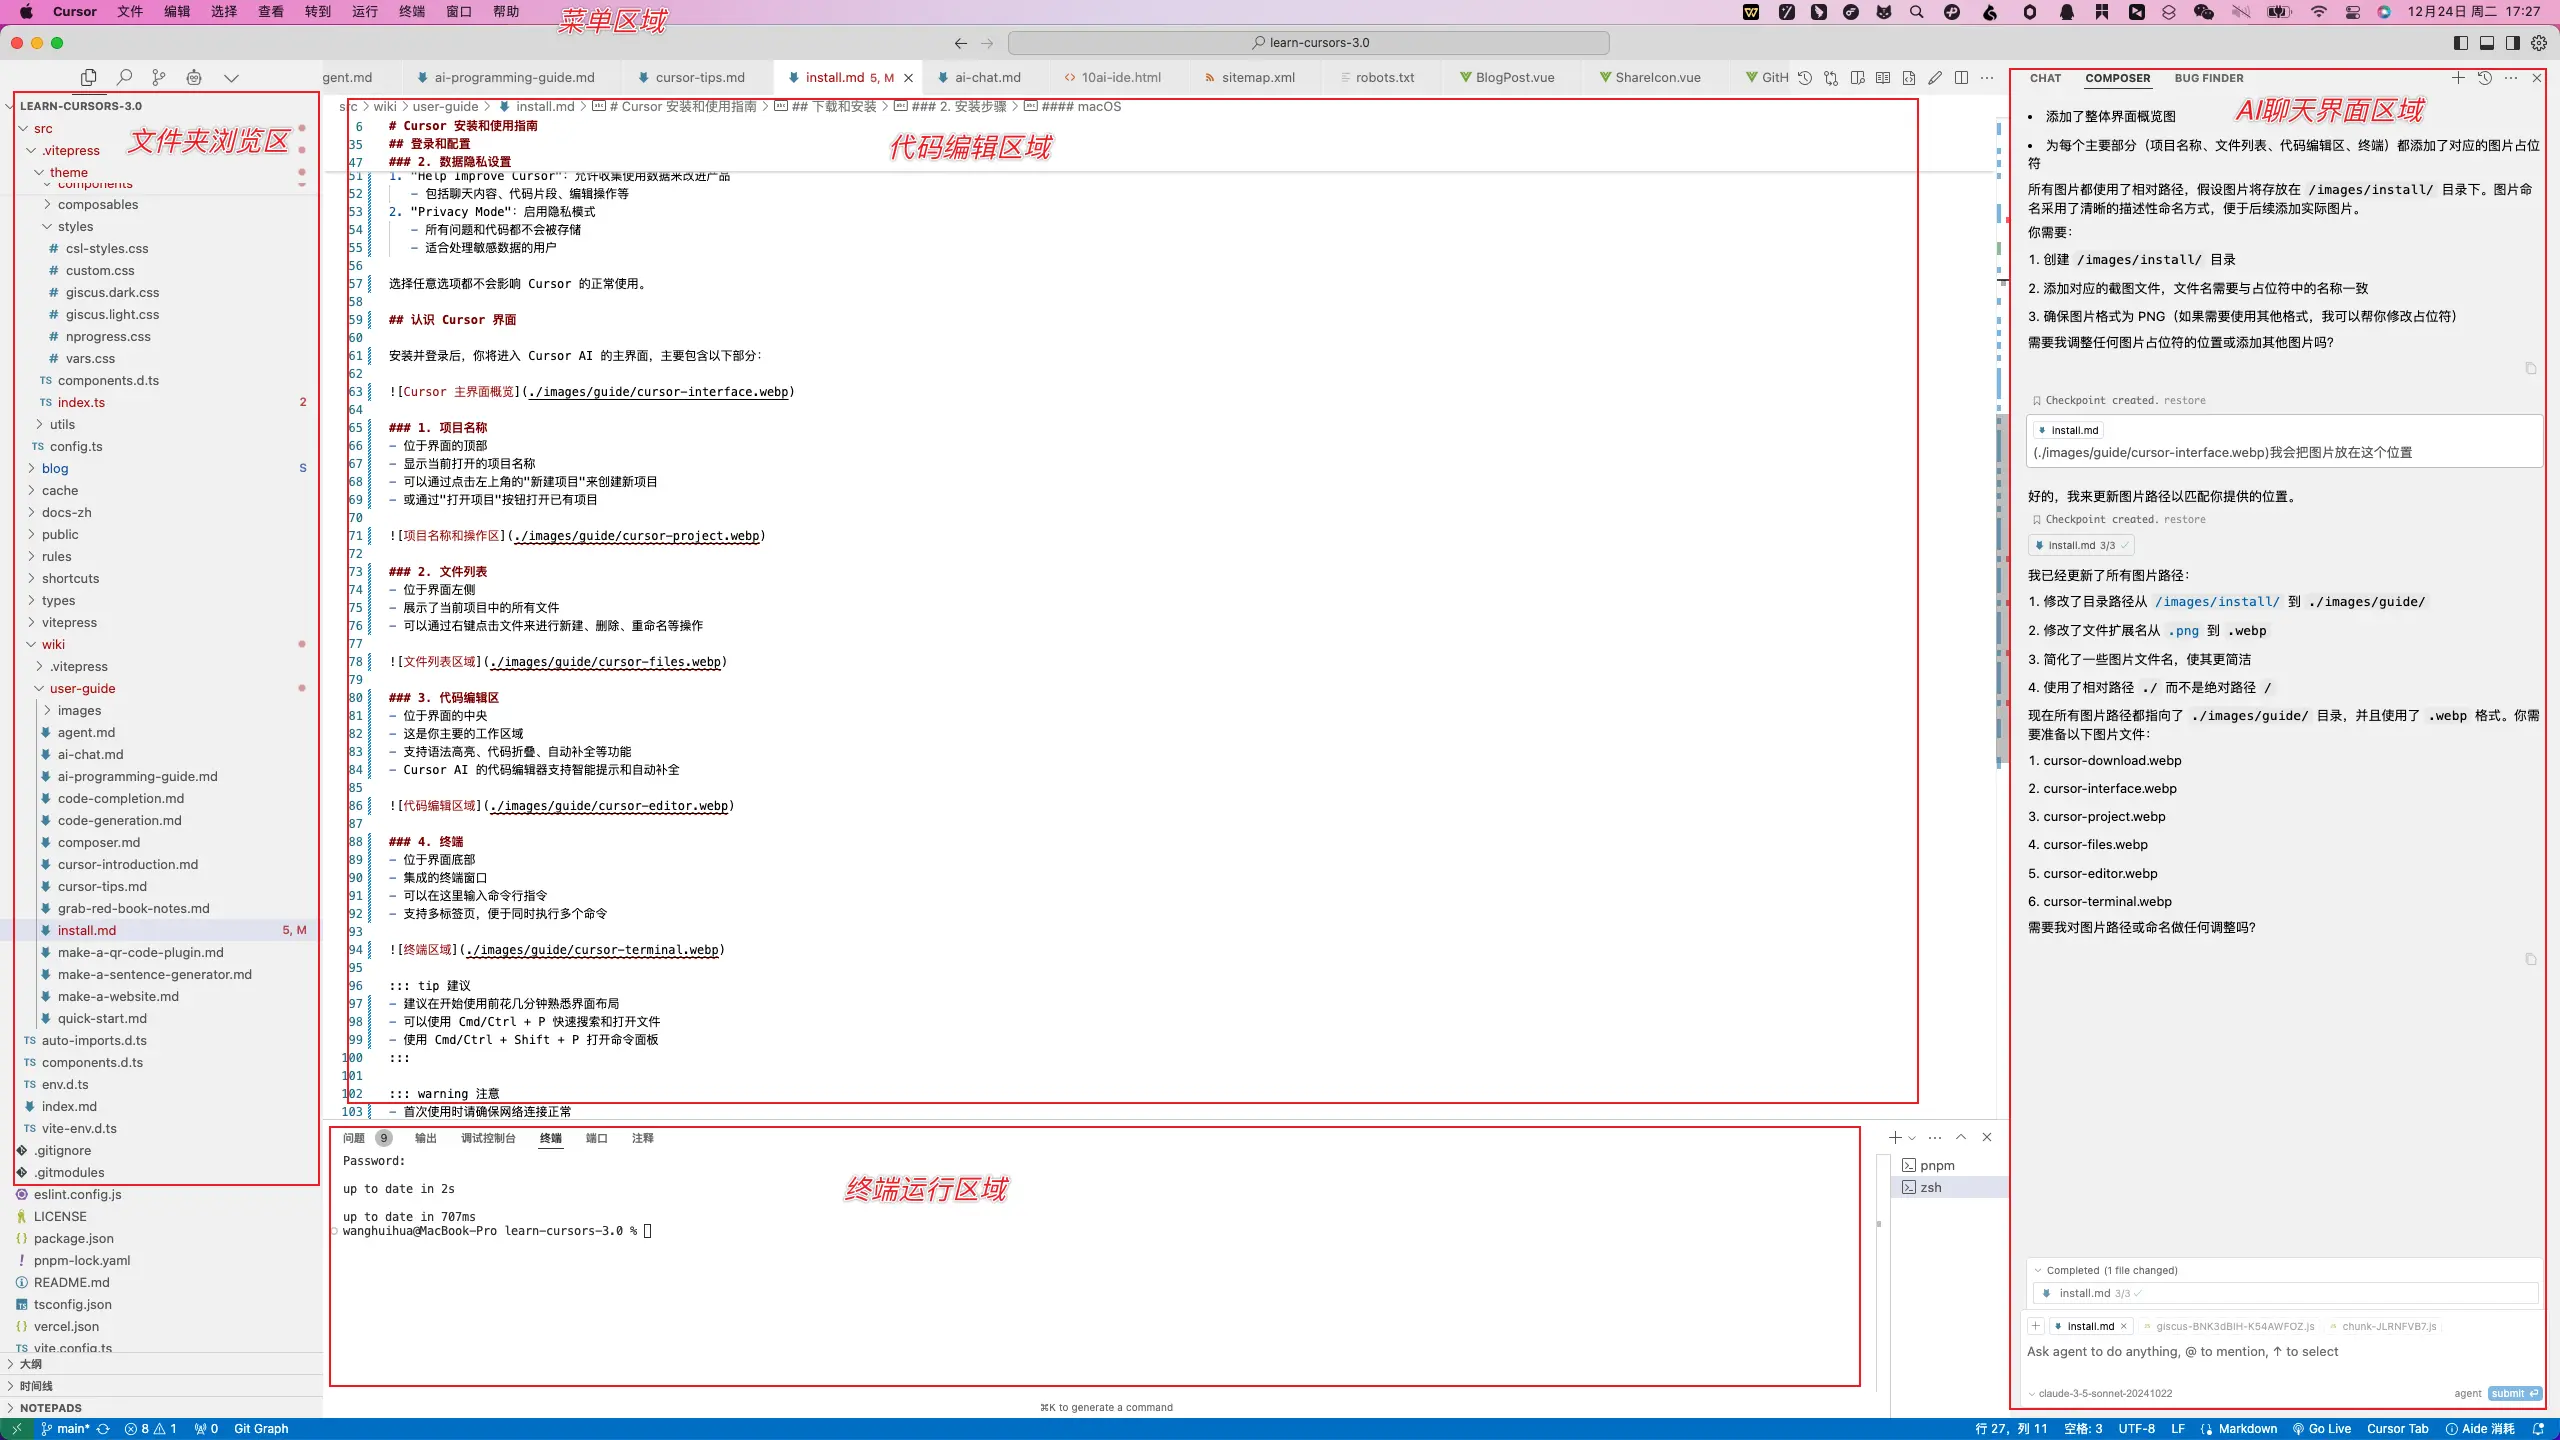 Cursor 文件 编辑 选择 查看 转到 运行 终端 窗口 帮助
菜单区域
12月24日 周二 17:27
learn-cursors-3.0
gent.md ai-programming-guide.md cursor-tips.md install.md 5, M ai-chat.md 10ai-ide.html sitemap.xml robots.txt BlogPost.vue ShareIcon.vue GitH
LEARN-CURSORS-3.0
文件夹浏览区
src
.vitepress
theme
components
composables
styles
csl-styles.css
custom.css
giscus.dark.css
giscus.light.css
nprogress.css
vars.css
components.d.ts
index.ts 2
utils
config.ts
blog S
cache
docs-zh
public
rules
shortcuts
types
vitepress
wiki
.vitepress
user-guide
images
agent.md
ai-chat.md
ai-programming-guide.md
code-completion.md
code-generation.md
composer.md
cursor-introduction.md
cursor-tips.md
grab-red-book-notes.md
install.md 5, M
make-a-qr-code-plugin.md
make-a-sentence-generator.md
make-a-website.md
quick-start.md
auto-imports.d.ts
components.d.ts
env.d.ts
index.md
vite-env.d.ts
.gitignore
.gitmodules
eslint.config.js
LICENSE
package.json
pnpm-lock.yaml
README.md
tsconfig.json
vercel.json
vite.config.ts
大纲
时间线
NOTEPADS
src > wiki > user-guide > install.md > # Cursor 安装和使用指南 > ## 下载和安装 > ### 2. 安装步骤 > #### macOS
代码编辑区域
6 # Cursor 安装和使用指南
35 ## 登录和配置
47 ### 2. 数据隐私设置
51 1. "Help Improve Cursor": 允许收集使用数据来改进产品
52 - 包括聊天内容、代码片段、编辑操作等
53 2. "Privacy Mode": 启用隐私模式
54 - 所有问题和代码都不会被存储
55 - 适合处理敏感数据的用户
56
57 选择任意选项都不会影响 Cursor 的正常使用。
58
59 ## 认识 Cursor 界面
60
61 安装并登录后，你将进入 Cursor AI 的主界面，主要包含以下部分：
62
63 ![Cursor 主界面概览](./images/guide/cursor-interface.webp)
64
65 ### 1. 项目名称
66 - 位于界面的顶部
67 - 显示当前打开的项目名称
68 - 可以通过点击左上角的"新建项目"来创建新项目
69 - 或通过"打开项目"按钮打开已有项目
70
71 ![项目名称和操作区](./images/guide/cursor-project.webp)
72
73 ### 2. 文件列表
74 - 位于界面左侧
75 - 展示了当前项目中的所有文件
76 - 可以通过右键点击文件来进行新建、删除、重命名等操作
77
78 ![文件列表区域](./images/guide/cursor-files.webp)
79
80 ### 3. 代码编辑区
81 - 位于界面的中央
82 - 这是你主要的工作区域
83 - 支持语法高亮、代码折叠、自动补全等功能
84 - Cursor AI 的代码编辑器支持智能提示和自动补全
85
86 ![代码编辑区域](./images/guide/cursor-editor.webp)
87
88 ### 4. 终端
89 - 位于界面底部
90 - 集成的终端窗口
91 - 可以在这里输入命令行指令
92 - 支持多标签页，便于同时执行多个命令
93
94 ![终端区域](./images/guide/cursor-terminal.webp)
95
96 ::: tip 建议
97 - 建议在开始使用前花几分钟熟悉界面布局
98 - 可以使用 Cmd/Ctrl + P 快速搜索和打开文件
99 - 使用 Cmd/Ctrl + Shift + P 打开命令面板
100 :::
101
102 ::: warning 注意
103 - 首次使用时请确保网络连接正常
问题 9 输出 调试控制台 终端 端口 注释
Password:
终端运行区域
up to date in 2s
up to date in 707ms
wanghuihua@MacBook-Pro learn-cursors-3.0 %
pnpm
zsh
⌘K to generate a command
CHAT COMPOSER BUG FINDER
AI聊天界面区域
• 添加了整体界面概览图
• 为每个主要部分（项目名称、文件列表、代码编辑区、终端）都添加了对应的图片占位
符
所有图片都使用了相对路径，假设图片将存放在 /images/install/ 目录下。图片命
名采用了清晰的描述性命名方式，便于后续添加实际图片。
你需要：
1. 创建 /images/install/ 目录
2. 添加对应的截图文件，文件名需要与占位符中的名称一致
3. 确保图片格式为 PNG（如果需要使用其他格式，我可以帮你修改占位符）
需要我调整任何图片占位符的位置或添加其他图片吗？
Checkpoint created. restore
install.md
(./images/guide/cursor-interface.webp)我会把图片放在这个位置
好的，我来更新图片路径以匹配你提供的位置。
Checkpoint created. restore
install.md 3/3
我已经更新了所有图片路径：
1. 修改了目录路径从 /images/install/ 到 ./images/guide/
2. 修改了文件扩展名从 .png 到 .webp
3. 简化了一些图片文件名，使其更简洁
4. 使用了相对路径 ./ 而不是绝对路径 /
现在所有图片路径都指向了 ./images/guide/ 目录，并且使用了 .webp 格式。你需
要准备以下图片文件：
1. cursor-download.webp
2. cursor-interface.webp
3. cursor-project.webp
4. cursor-files.webp
5. cursor-editor.webp
6. cursor-terminal.webp
需要我对图片路径或命名做任何调整吗？
Completed (1 file changed)
install.md 3/3
install.md giscus-BNK3dBIH-K54AWFOZ.js chunk-JLRNFVB7.js
Ask agent to do anything, @ to mention, ↑ to select
claude-3-5-sonnet-20241022 agent submit
main* 8 1 0 Git Graph 行 27，列 11 空格: 3 UTF-8 LF Markdown Go Live Cursor Tab Aide 消耗